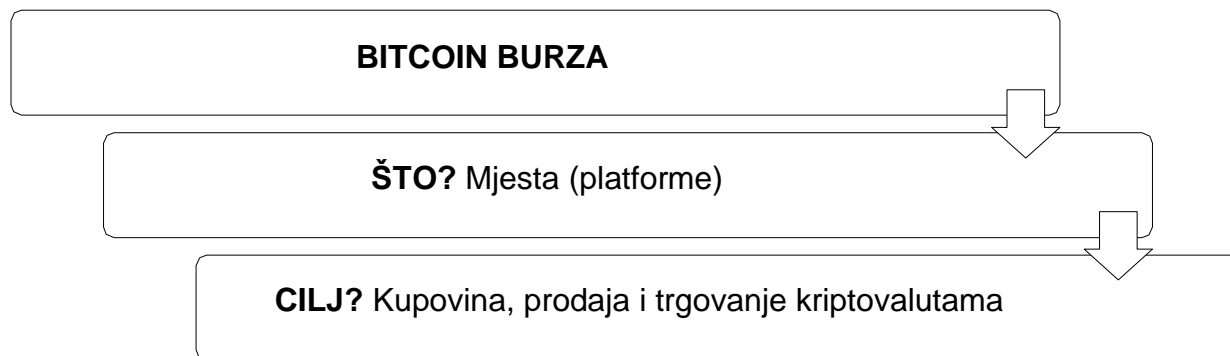 BITCOIN BURZA
ŠTO? Mjesta (platforme)
CILJ? Kupovina, prodaja i trgovanje kriptovalutama